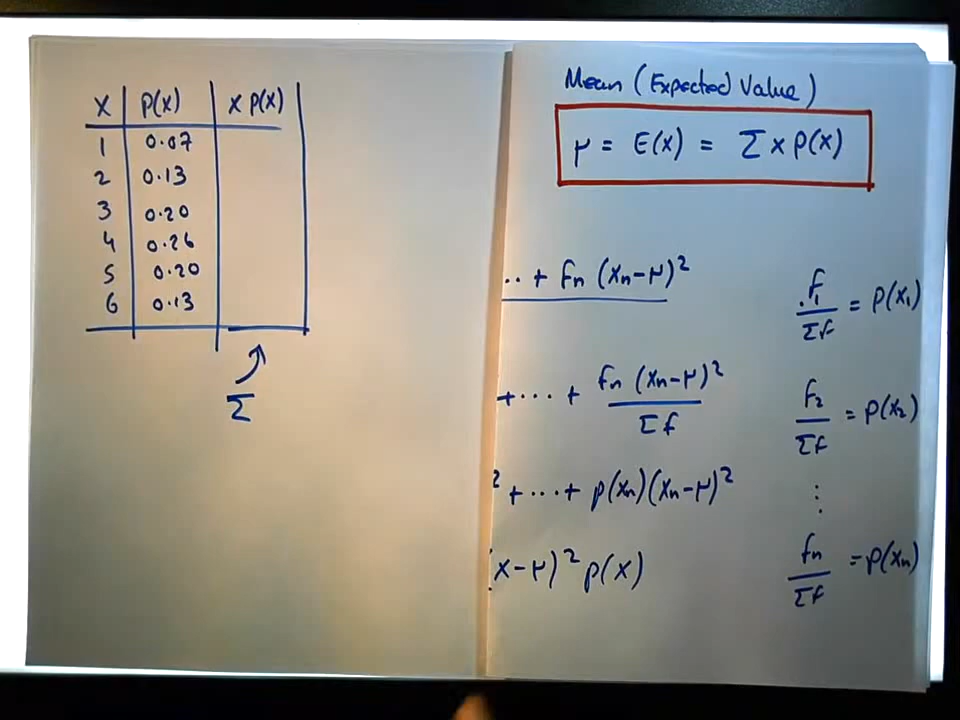 x P(x) x P(x)
1 0.07
2 0.13
3 0.20
4 0.26
5 0.20
6 0.13
Σ
Mean (Expected Value)
μ = E(x) = Σ x P(x)
.. + fn (xn-μ)²
f₁/Σf = P(x₁)
+ ··· + fn (xn-μ)²/Σf
f₂/Σf = P(x₂)
² + ··· + P(xn)(xn-μ)²
⋮
(x-μ)² P(x)
fn/Σf = P(xn)